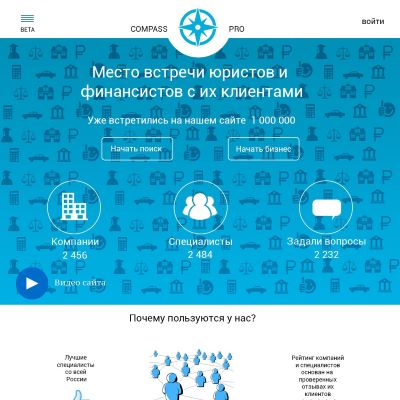 BETA
COMPASS PRO
войти
Место встречи юристов и
финансистов с их клиентами
Уже встретились на нашем сайте 1 000 000
Начать поиск
Начать бизнес
Компании
2 456
Специалисты
2 484
Задали вопросы
2 232
Видео сайта
Почему пользуются у нас?
Лучшие
специалисты
со всей
России
Рейтинг компаний
и специалистов
основан на
проверенных
отзывах их
клиентов